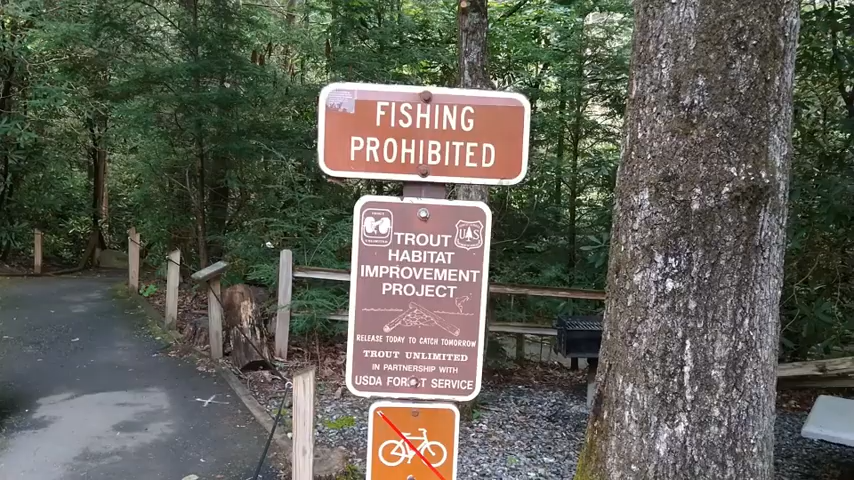 FISHING
PROHIBITED
UAS
TROUT
HABITAT
IMPROVEMENT
PROJECT
RELEASE TODAY TO CATCH TOMORROW
TROUT UNLIMITED
IN PARTNERSHIP WITH
USDA FOREST SERVICE